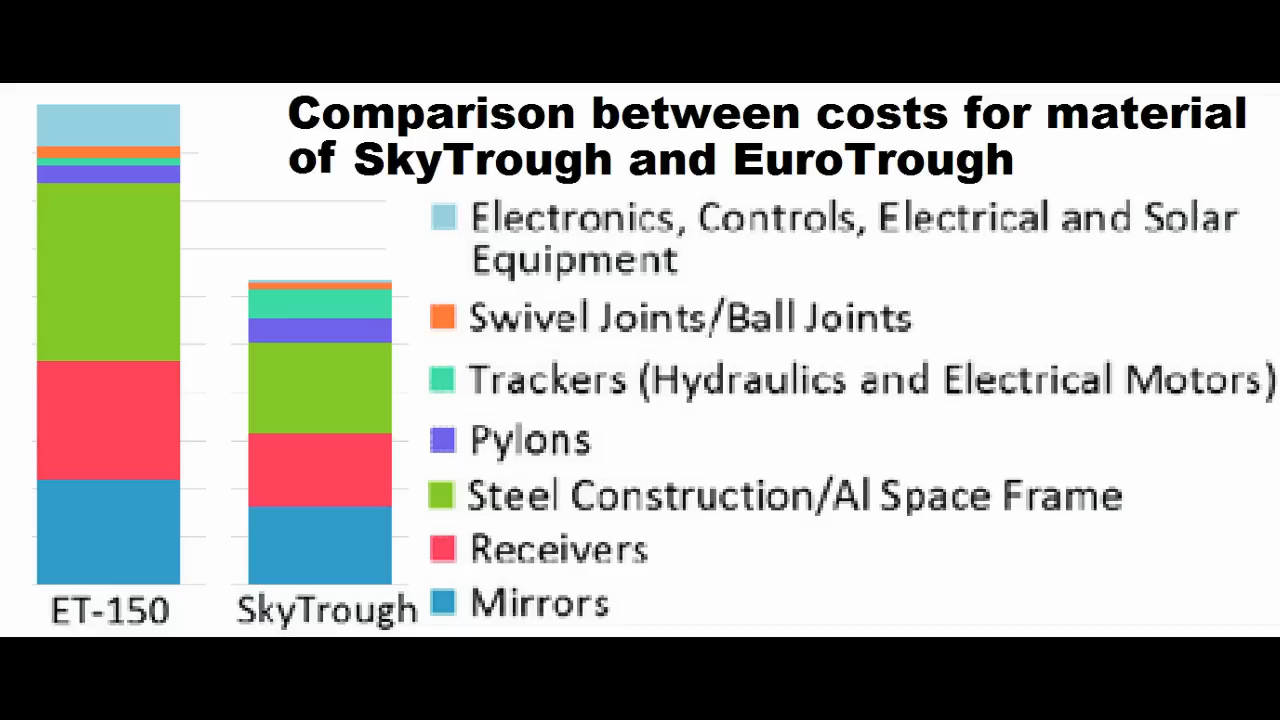 Comparison between costs for material
of SkyTrough and EuroTrough
Electronics, Controls, Electrical and Solar
Equipment
Swivel Joints/Ball Joints
Trackers (Hydraulics and Electrical Motors)
Pylons
Steel Construction/Al Space Frame
Receivers
Mirrors
ET-150
SkyTrough